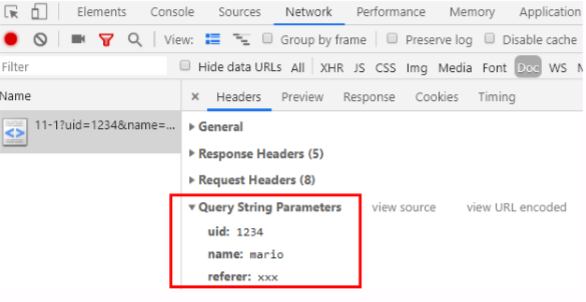 Elements Console Sources Network Performance Memory Application
View: Group by frame Preserve log Disable cache
Filter Hide data URLs All XHR JS CSS Img Media Font Doc WS
Name × Headers Preview Response Cookies Timing
11-1?uid=1234&name=... General
Response Headers (5)
Request Headers (8)
Query String Parameters view source view URL encoded
uid: 1234
name: mario
referer: xxx